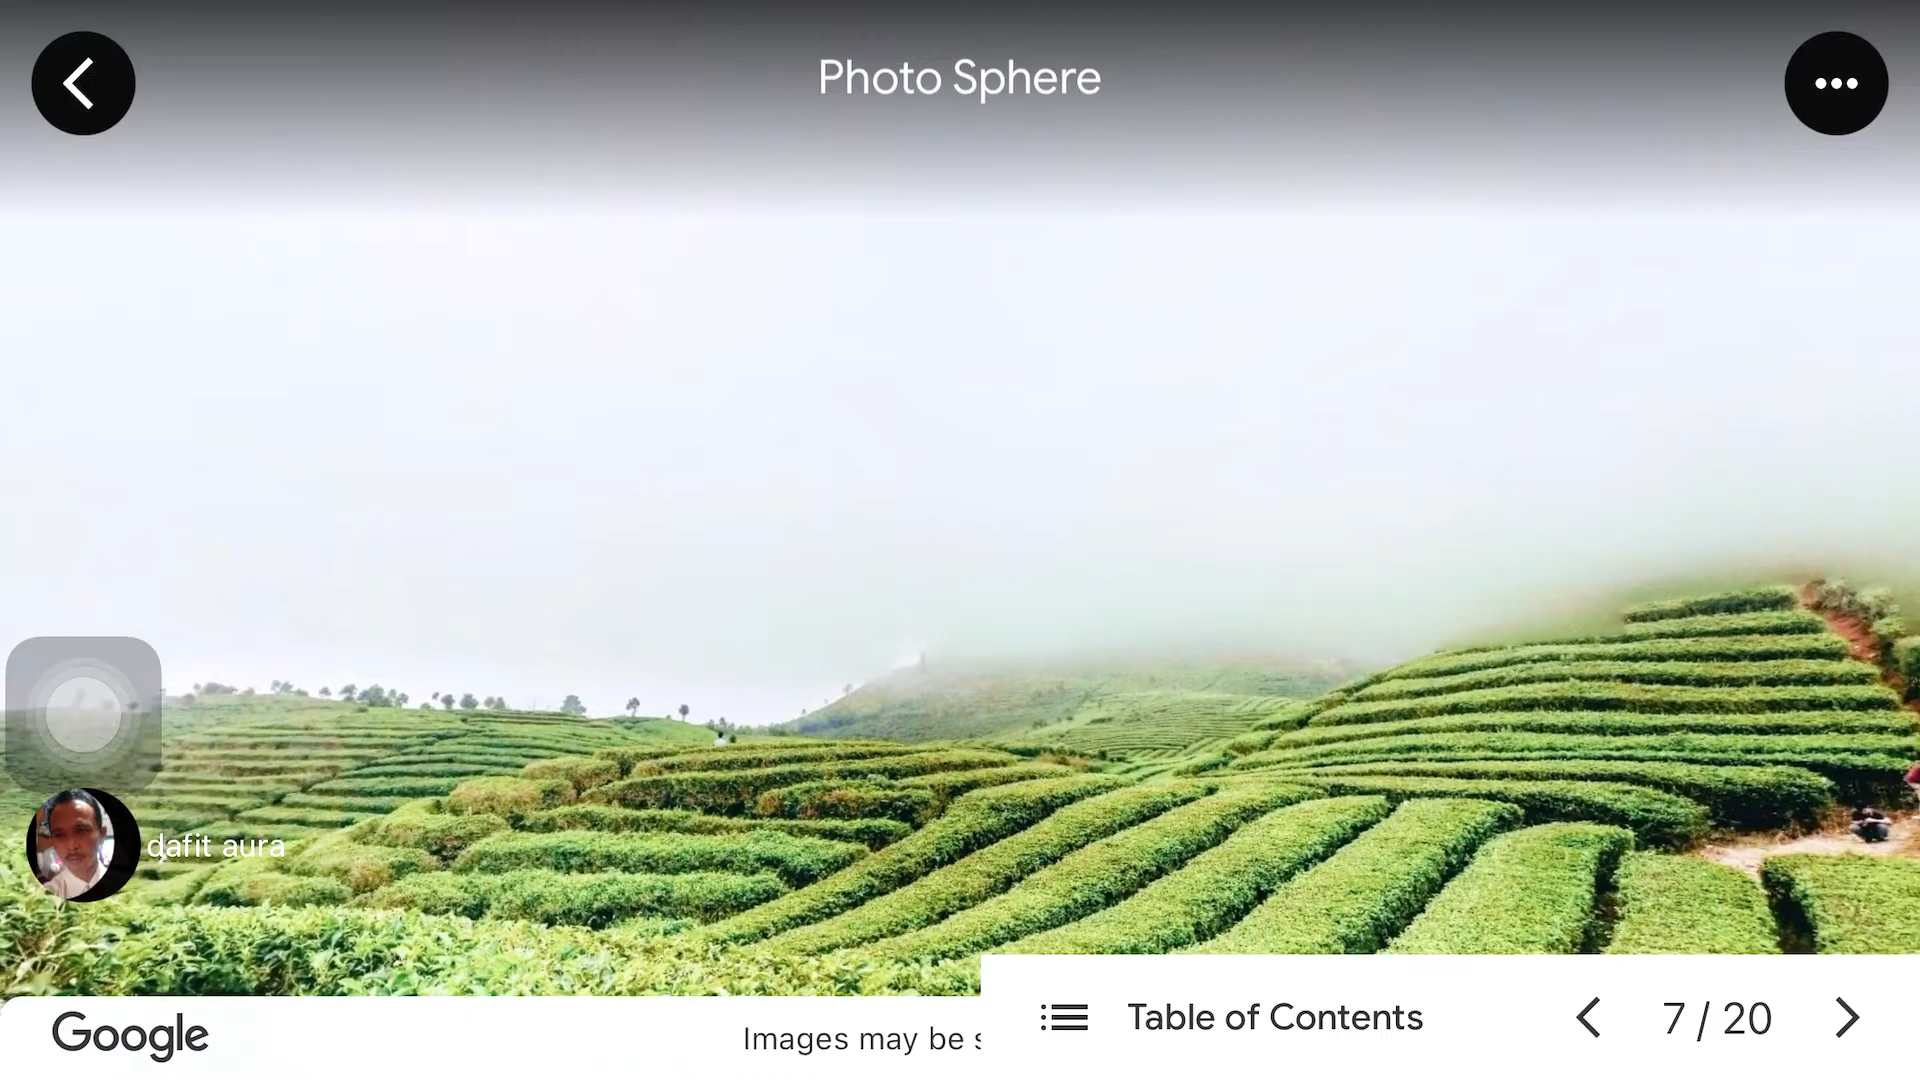 Photo Sphere
dafit aura
Google
Images may be s
Table of Contents
7 / 20